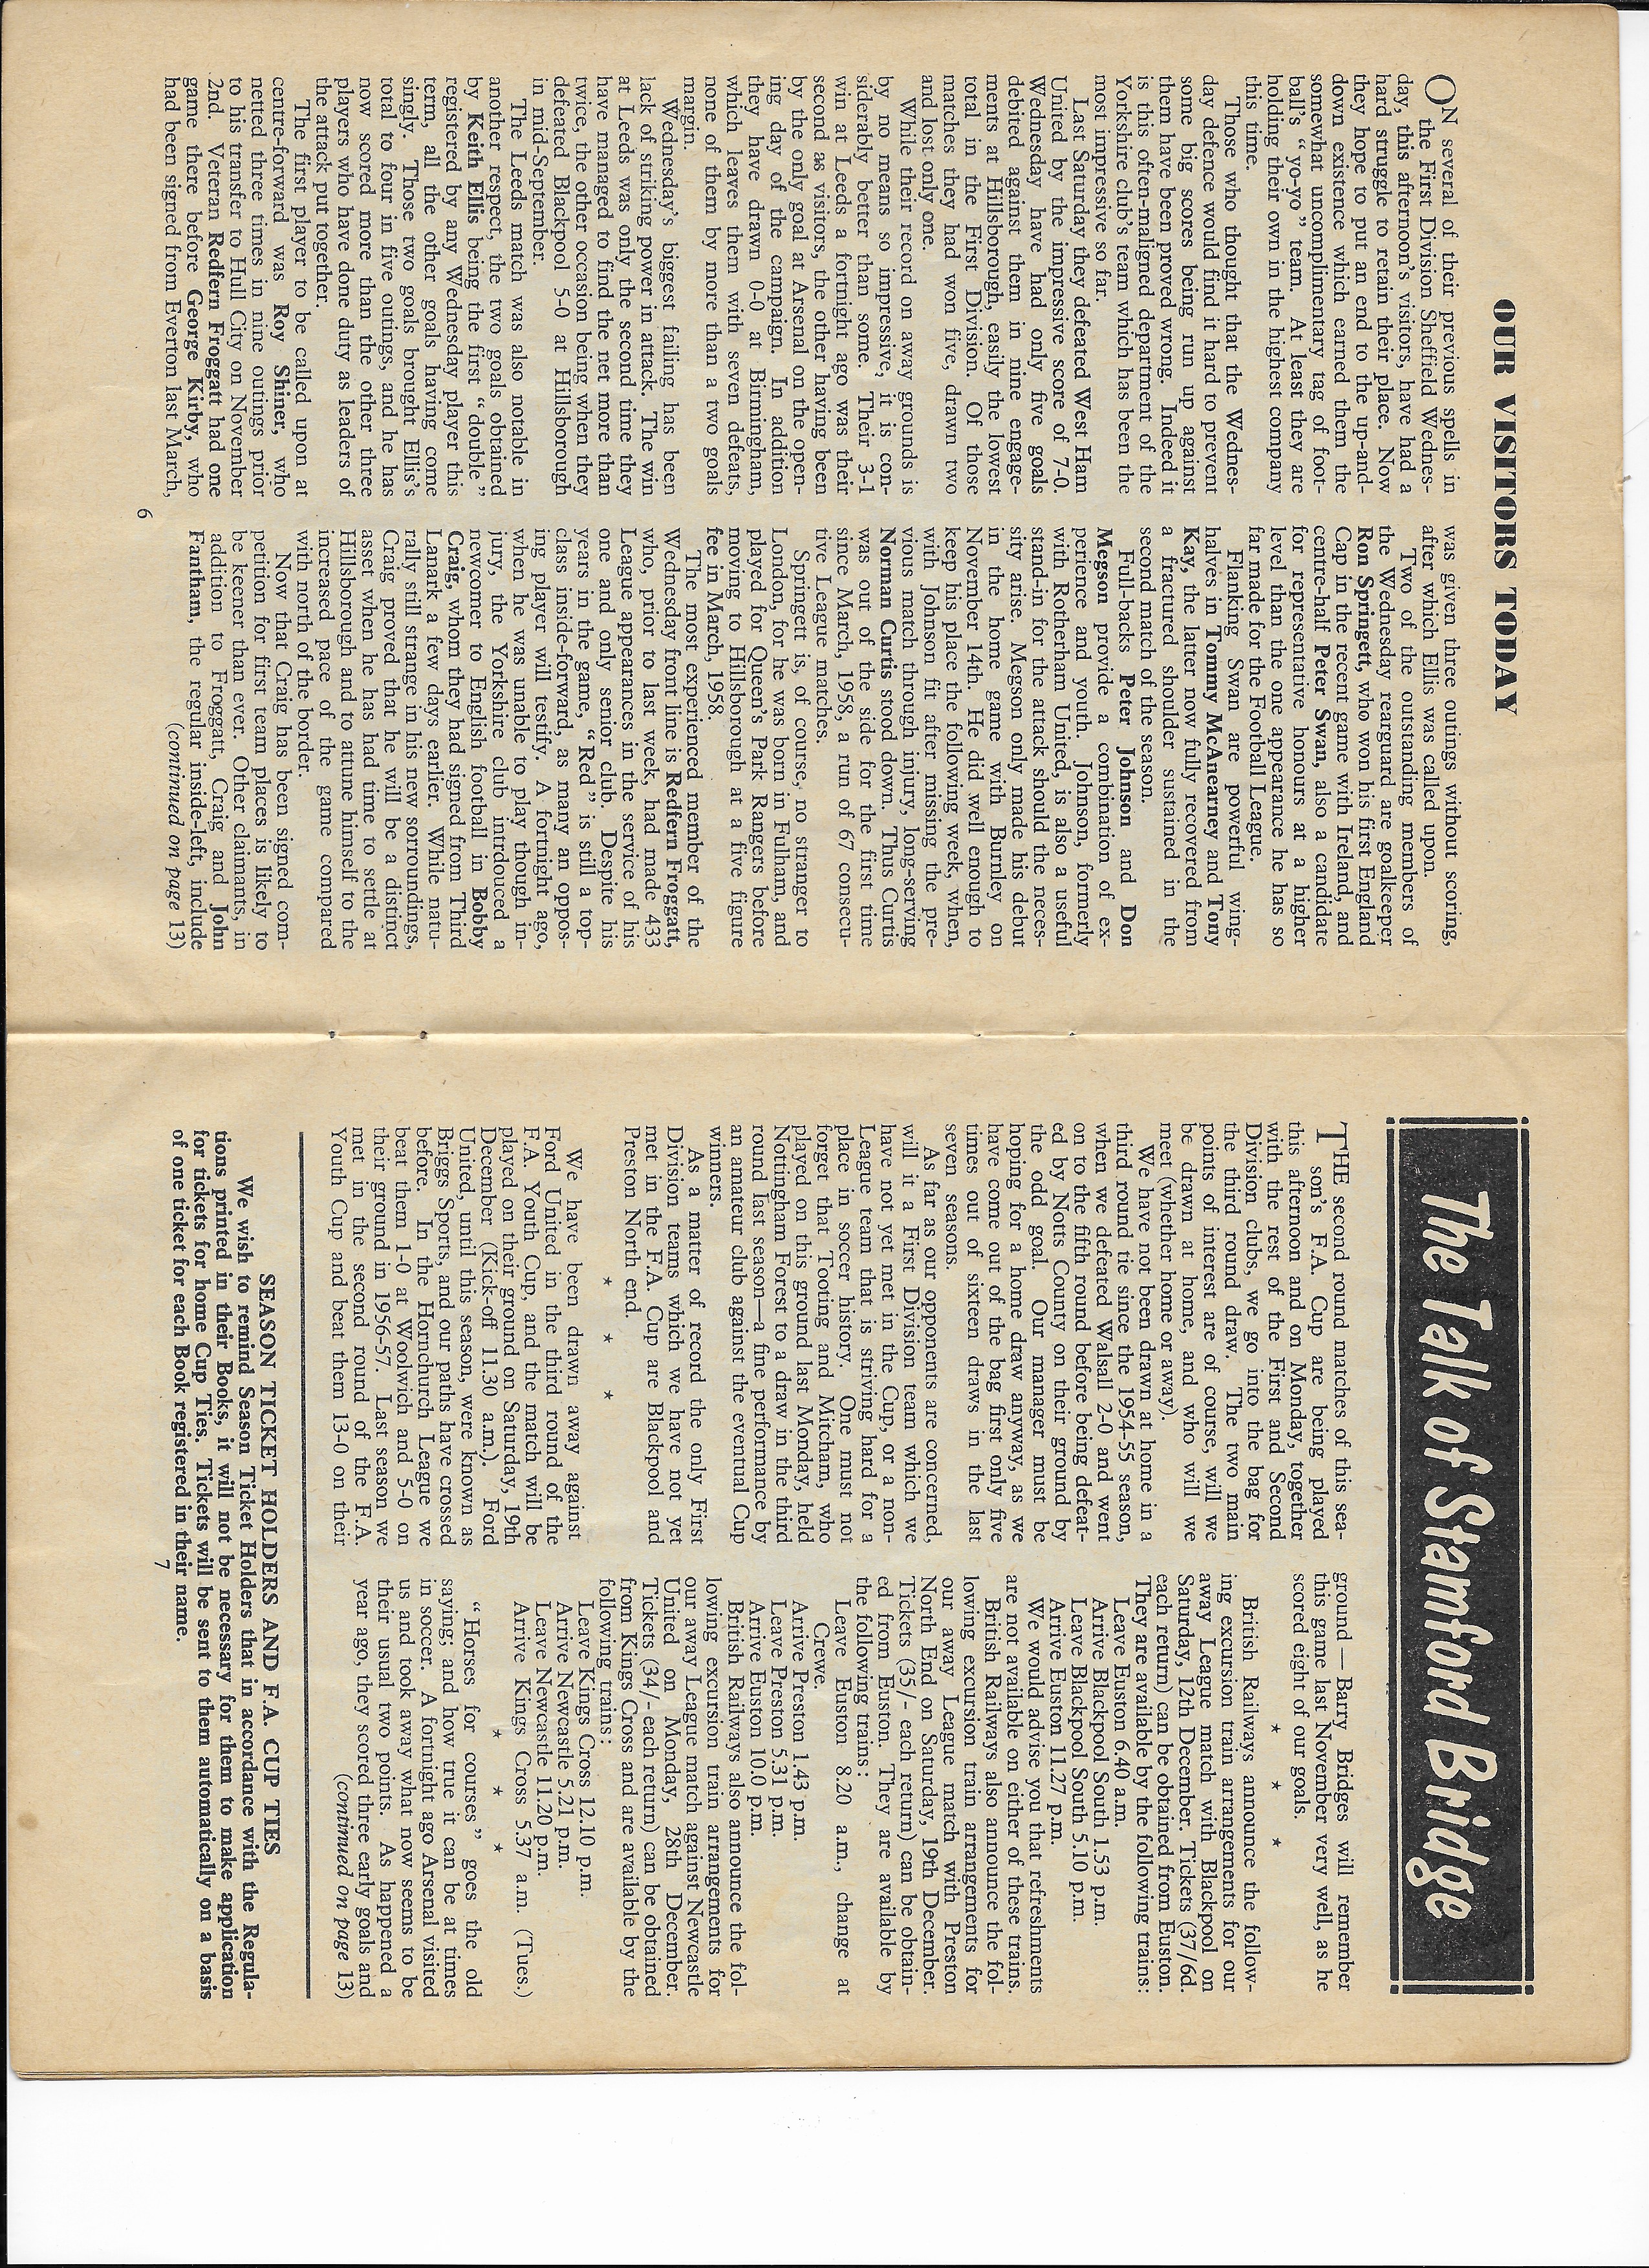 OUR VISITORS TODAY
ON several of their previous spells in
the First Division Sheffield Wednes-
day, this afternoon's visitors, have had a
hard struggle to retain their place. Now
they hope to put an end to the up-and-
down existence which earned them the
somewhat uncomplimentary tag of foot-
ball's "yo-yo" team. At least they are
holding their own in the highest company
this time.
Those who thought that the Wednes-
day defence would find it hard to prevent
some big scores being run up against
them have been proved wrong. Indeed it
is this often-maligned department of the
Yorkshire club's team which has been the
most impressive so far.
Last Saturday they defeated West Ham
United by the impressive score of 7-0.
Wednesday have had only five goals
debited against them in nine engage-
ments at Hillsborough, easily the lowest
total in the First Division. Of those
matches they had won five, drawn two
and lost only one.
While their record on away grounds is
by no means so impressive, it is con-
siderably better than some. Their 3-1
win at Leeds a fortnight ago was their
second as visitors, the other having been
by the only goal at Arsenal on the open-
ing day of the campaign. In addition
they have drawn 0-0 at Birmingham,
which leaves them with seven defeats,
none of them by more than a two goals
margin.
Wednesday's biggest failing has been
lack of striking power in attack. The win
at Leeds was only the second time they
have managed to find the net more than
twice, the other occasion being when they
defeated Blackpool 5-0 at Hillsborough
in mid-September.
The Leeds match was also notable in
another respect, the two goals obtained
by Keith Ellis being the first "double"
registered by any Wednesday player this
term, all the other goals having come
singly. Those two goals brought Ellis's
total to four in five outings, and he has
now scored more than the other three
players who have done duty as leaders of
the attack put together.
The first player to be called upon at
centre-forward was Roy Shiner, who
netted three times in nine outings prior
to his transfer to Hull City on November
2nd. Veteran Redfern Froggatt had one
game there before George Kirby, who
had been signed from Everton last March,
was given three outings without scoring,
after which Ellis was called upon.
Two of the outstanding members of
the Wednesday rearguard are goalkeeper
Ron Springett, who won his first England
Cap in the recent game with Ireland, and
centre-half Peter Swan, also a candidate
for representative honours at a higher
level than the one appearance he has so
far made for the Football League.
Flanking Swan are powerful wing-
halves in Tommy McAnearney and Tony
Kay, the latter now fully recovered from
a fractured shoulder sustained in the
second match of the season.
Full-backs Peter Johnson and Don
Megson provide a combination of ex-
perience and youth. Johnson, formerly
with Rotherham United, is also a useful
stand-in for the attack should the neces-
sity arise. Megson only made his debut
in the home game with Burnley on
November 14th. He did well enough to
keep his place the following week, when,
with Johnson fit after missing the pre-
vious match through injury, long-serving
Norman Curtis stood down. Thus Curtis
was out of the side for the first time
since March, 1958, a run of 67 consecu-
tive League matches.
Springett is, of course, no stranger to
London, for he was born in Fulham, and
played for Queen's Park Rangers before
moving to Hillsborough at a five figure
fee in March, 1958.
The most experienced member of the
Wednesday front line is Redfern Froggatt,
who, prior to last week, had made 433
League appearances in the service of his
one and only senior club. Despite his
years in the game, "Red" is still a top-
class inside-forward, as many an oppos-
ing player will testify. A fortnight ago,
when he was unable to play though in-
jury, the Yorkshire club intrdouced a
newcomer to English football in Bobby
Craig, whom they had signed from Third
Lanark a few days earlier. While natu-
rally still strange in his new sorroundings,
Craig proved that he will be a distinct
asset when he has had time to settle at
Hillsborough and to attune himself to the
increased pace of the game compared
with north of the border.
Now that Craig has been signed com-
petition for first team places is likely to
be keener than ever. Other claimants, in
addition to Froggatt, Craig and John
Fantham, the regular inside-left, include
(continued on page 13)
6
The Talk of Stamford Bridge
THE second round matches of this sea-
son's F.A. Cup are being played
this afternoon and on Monday, together
with the rest of the First and Second
Division clubs, we go into the bag for
the third round draw. The two main
points of interest are of course, will we
be drawn at home, and who will we
meet (whether home or away).
We have not been drawn at home in a
third round tie since the 1954-55 season,
when we defeated Walsall 2-0 and went
on to the fifth round before being defeat-
ed by Notts County on their ground by
the odd goal. Our manager must be
hoping for a home draw anyway, as we
have come out of the bag first only five
times out of sixteen draws in the last
seven seasons.
As far as our opponents are concerned,
will it a First Division team which we
have not yet met in the Cup, or a non-
League team that is striving hard for a
place in soccer history. One must not
forget that Tooting and Mitcham, who
played on this ground last Monday, held
Nottingham Forest to a draw in the third
round last season—a fine performance by
an amateur club against the eventual Cup
winners.
As a matter of record the only First
Division teams which we have not yet
met in the F.A. Cup are Blackpool and
Preston North end.
* * *
We have been drawn away against
Ford United in the third round of the
F.A. Youth Cup, and the match will be
played on their ground on Saturday, 19th
December (Kick-off 11.30 a.m.). Ford
United, until this season, were known as
Briggs Sports, and our paths have crossed
before. In the Hornchurch League we
beat them 1-0 at Woolwich and 5-0 on
their ground in 1956-57. Last season we
met in the second round of the F.A.
Youth Cup and beat them 13-0 on their
ground — Barry Bridges will remember
this game last November very well, as he
scored eight of our goals.
* * *
British Railways announce the follow-
ing excursion train arrangements for our
away League match with Blackpool on
Saturday, 12th December. Tickets (37/6d.
each return) can be obtained from Euston.
They are available by the following trains:
Leave Euston 6.40 a.m.
Arrive Blackpool South 1.53 p.m.
Leave Blackpool South 5.10 p.m.
Arrive Euston 11.27 p.m.
We would advise you that refreshments
are not available on either of these trains.
British Railways also announce the fol-
lowing excursion train arrangements for
our away League match with Preston
North End on Saturday, 19th December.
Tickets (35/- each return) can be obtain-
ed from Euston. They are available by
the following trains:
Leave Euston 8.20 a.m., change at
Crewe.
Arrive Preston 1.43 p.m.
Leave Preston 5.31 p.m.
Arrive Euston 10.0 p.m.
British Railways also announce the fol-
lowing excursion train arrangements for
our away League match against Newcastle
United on Monday, 28th December.
Tickets (34/- each return) can be obtained
from Kings Cross and are available by the
following trains:
Leave Kings Cross 12.10 p.m.
Arrive Newcastle 5.21 p.m.
Leave Newcastle 11.20 p.m.
Arrive Kings Cross 5.37 a.m. (Tues.)
* * *
"Horses for courses" goes the old
saying; and how true it can be at times
in soccer. A fortnight ago Arsenal visited
us and took away what now seems to be
their usual two points. As happened a
year ago, they scored three early goals and
(continued on page 13)
SEASON TICKET HOLDERS AND F.A. CUP TIES
We wish to remind Season Ticket Holders that in accordance with the Regula-
tions printed in their Books, it will not be necessary for them to make application
for tickets for home Cup Ties. Tickets will be sent to them automatically on a basis
of one ticket for each Book registered in their name.
7